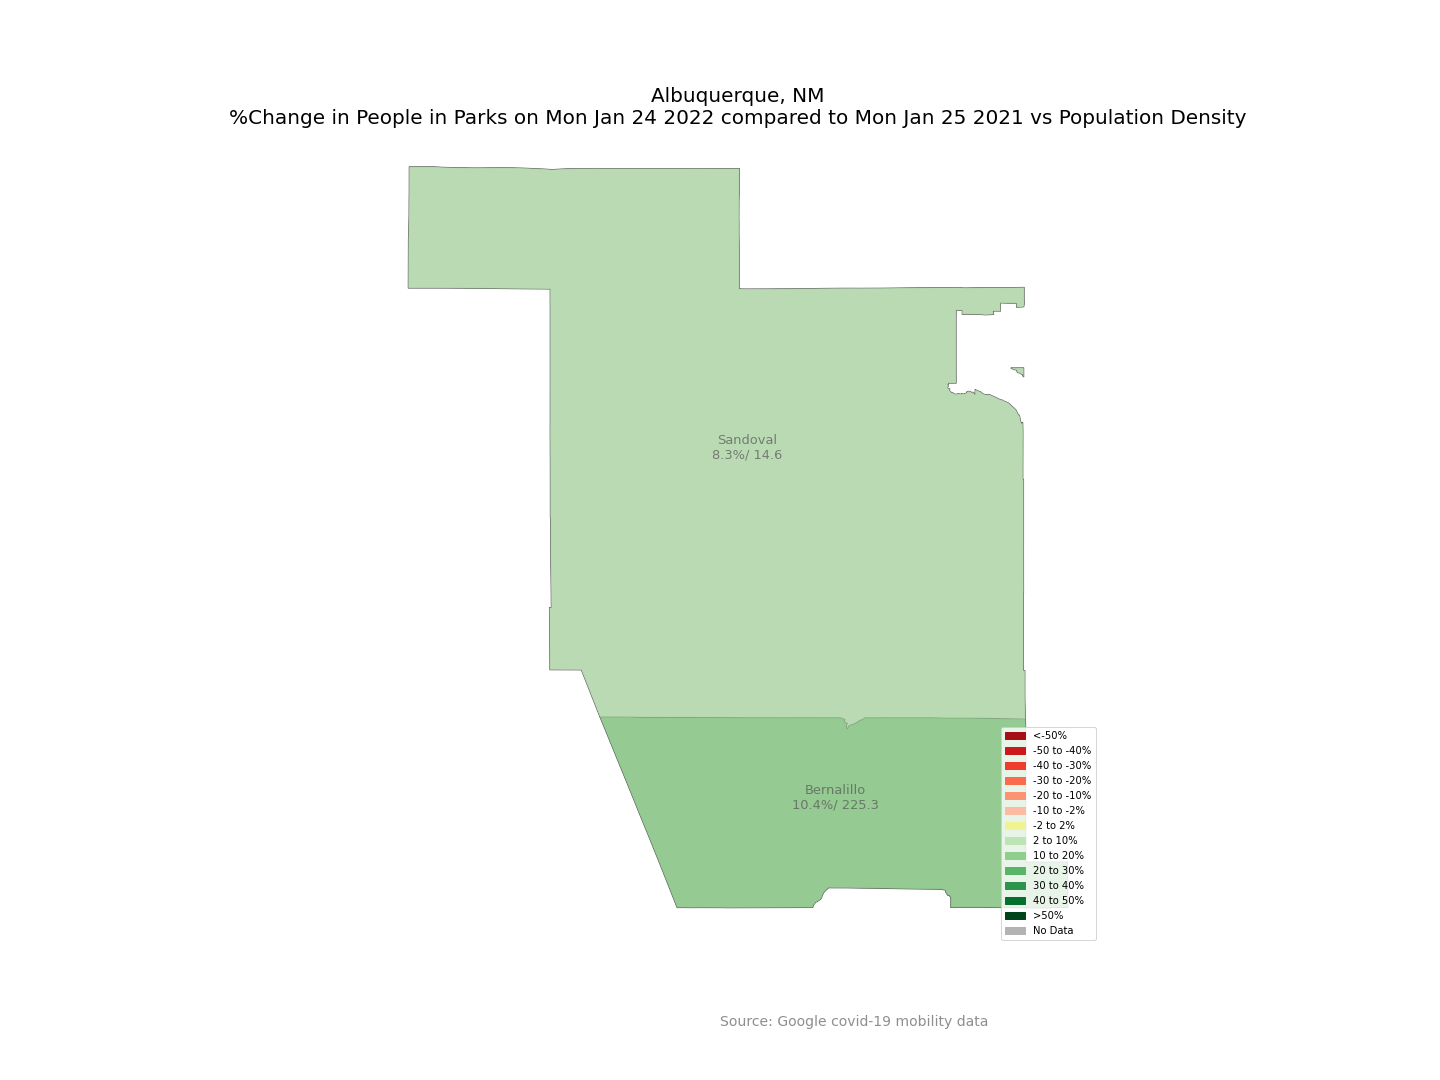 Albuquerque, NM
%Change in People in Parks on Mon Jan 24 2022 compared to Mon Jan 25 2021 vs Population Density
Sandoval
8.3%/ 14.6
Bernalillo
10.4%/ 225.3
<-50%
-50 to -40%
-40 to -30%
-30 to -20%
-20 to -10%
-10 to -2%
-2 to 2%
2 to 10%
10 to 20%
20 to 30%
30 to 40%
40 to 50%
>50%
No Data
Source: Google covid-19 mobility data